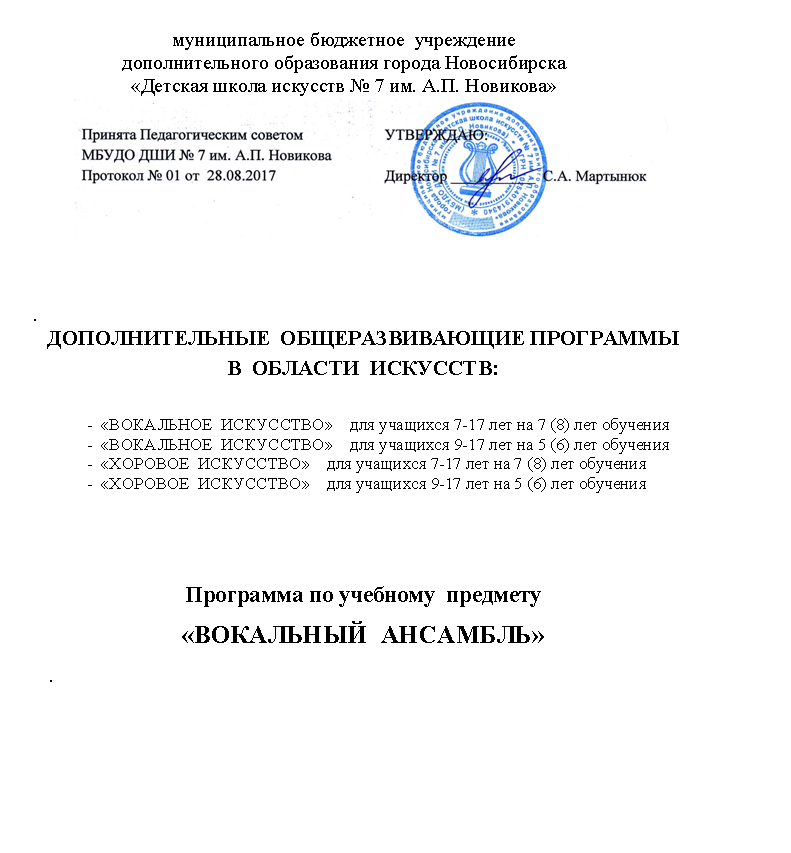 муниципальное бюджетное учреждение
дополнительного образования города Новосибирска
«Детская школа искусств № 7 им. А.П. Новикова»
Принята Педагогическим советом
МБУДО ДШИ № 7 им. А.П. Новикова
Протокол № 01 от 28.08.2017
УТВЕРЖДАЮ:
Директор С.А. Мартынюк
.
ДОПОЛНИТЕЛЬНЫЕ ОБЩЕРАЗВИВАЮЩИЕ ПРОГРАММЫ
В ОБЛАСТИ ИСКУССТВ:
- «ВОКАЛЬНОЕ ИСКУССТВО» для учащихся 7-17 лет на 7 (8) лет обучения
- «ВОКАЛЬНОЕ ИСКУССТВО» для учащихся 9-17 лет на 5 (6) лет обучения
- «ХОРОВОЕ ИСКУССТВО» для учащихся 7-17 лет на 7 (8) лет обучения
- «ХОРОВОЕ ИСКУССТВО» для учащихся 9-17 лет на 5 (6) лет обучения
Программа по учебному предмету
«ВОКАЛЬНЫЙ АНСАМБЛЬ»
.